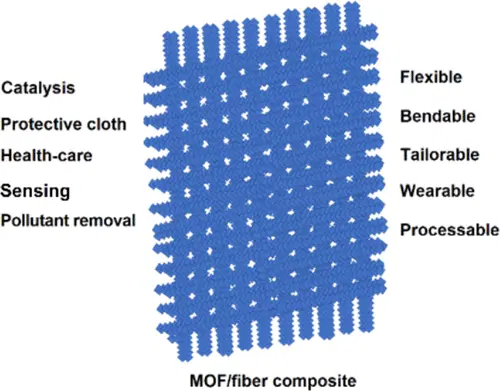 Catalysis
Protective cloth
Health-care
Sensing
Pollutant removal
Flexible
Bendable
Tailorable
Wearable
Processable
MOF/fiber composite